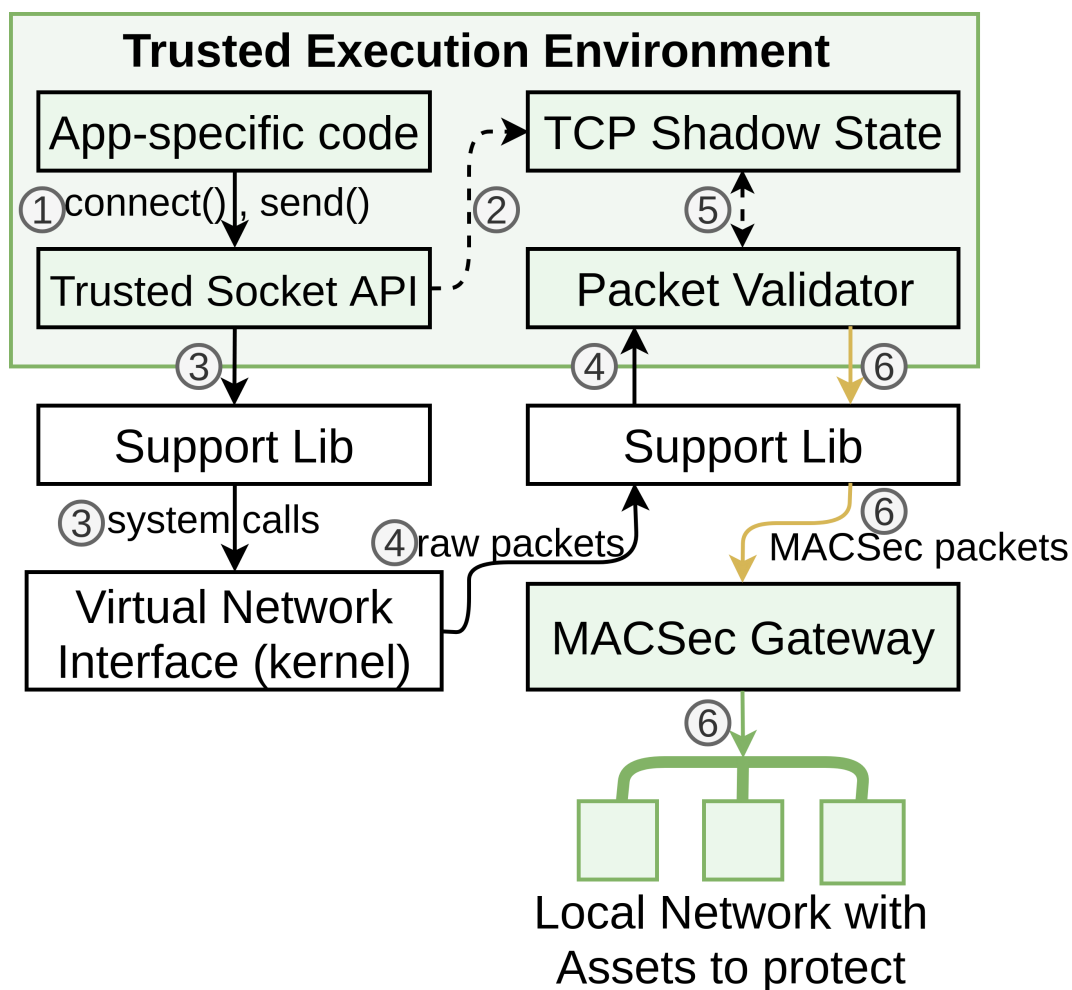 Trusted Execution Environment
App-specific code
TCP Shadow State
1
connect() , send()
2
5
Trusted Socket API
Packet Validator
3
4
6
Support Lib
Support Lib
3
system calls
4
raw packets
6
MACSec packets
Virtual Network
Interface (kernel)
MACSec Gateway
6
Local Network with
Assets to protect